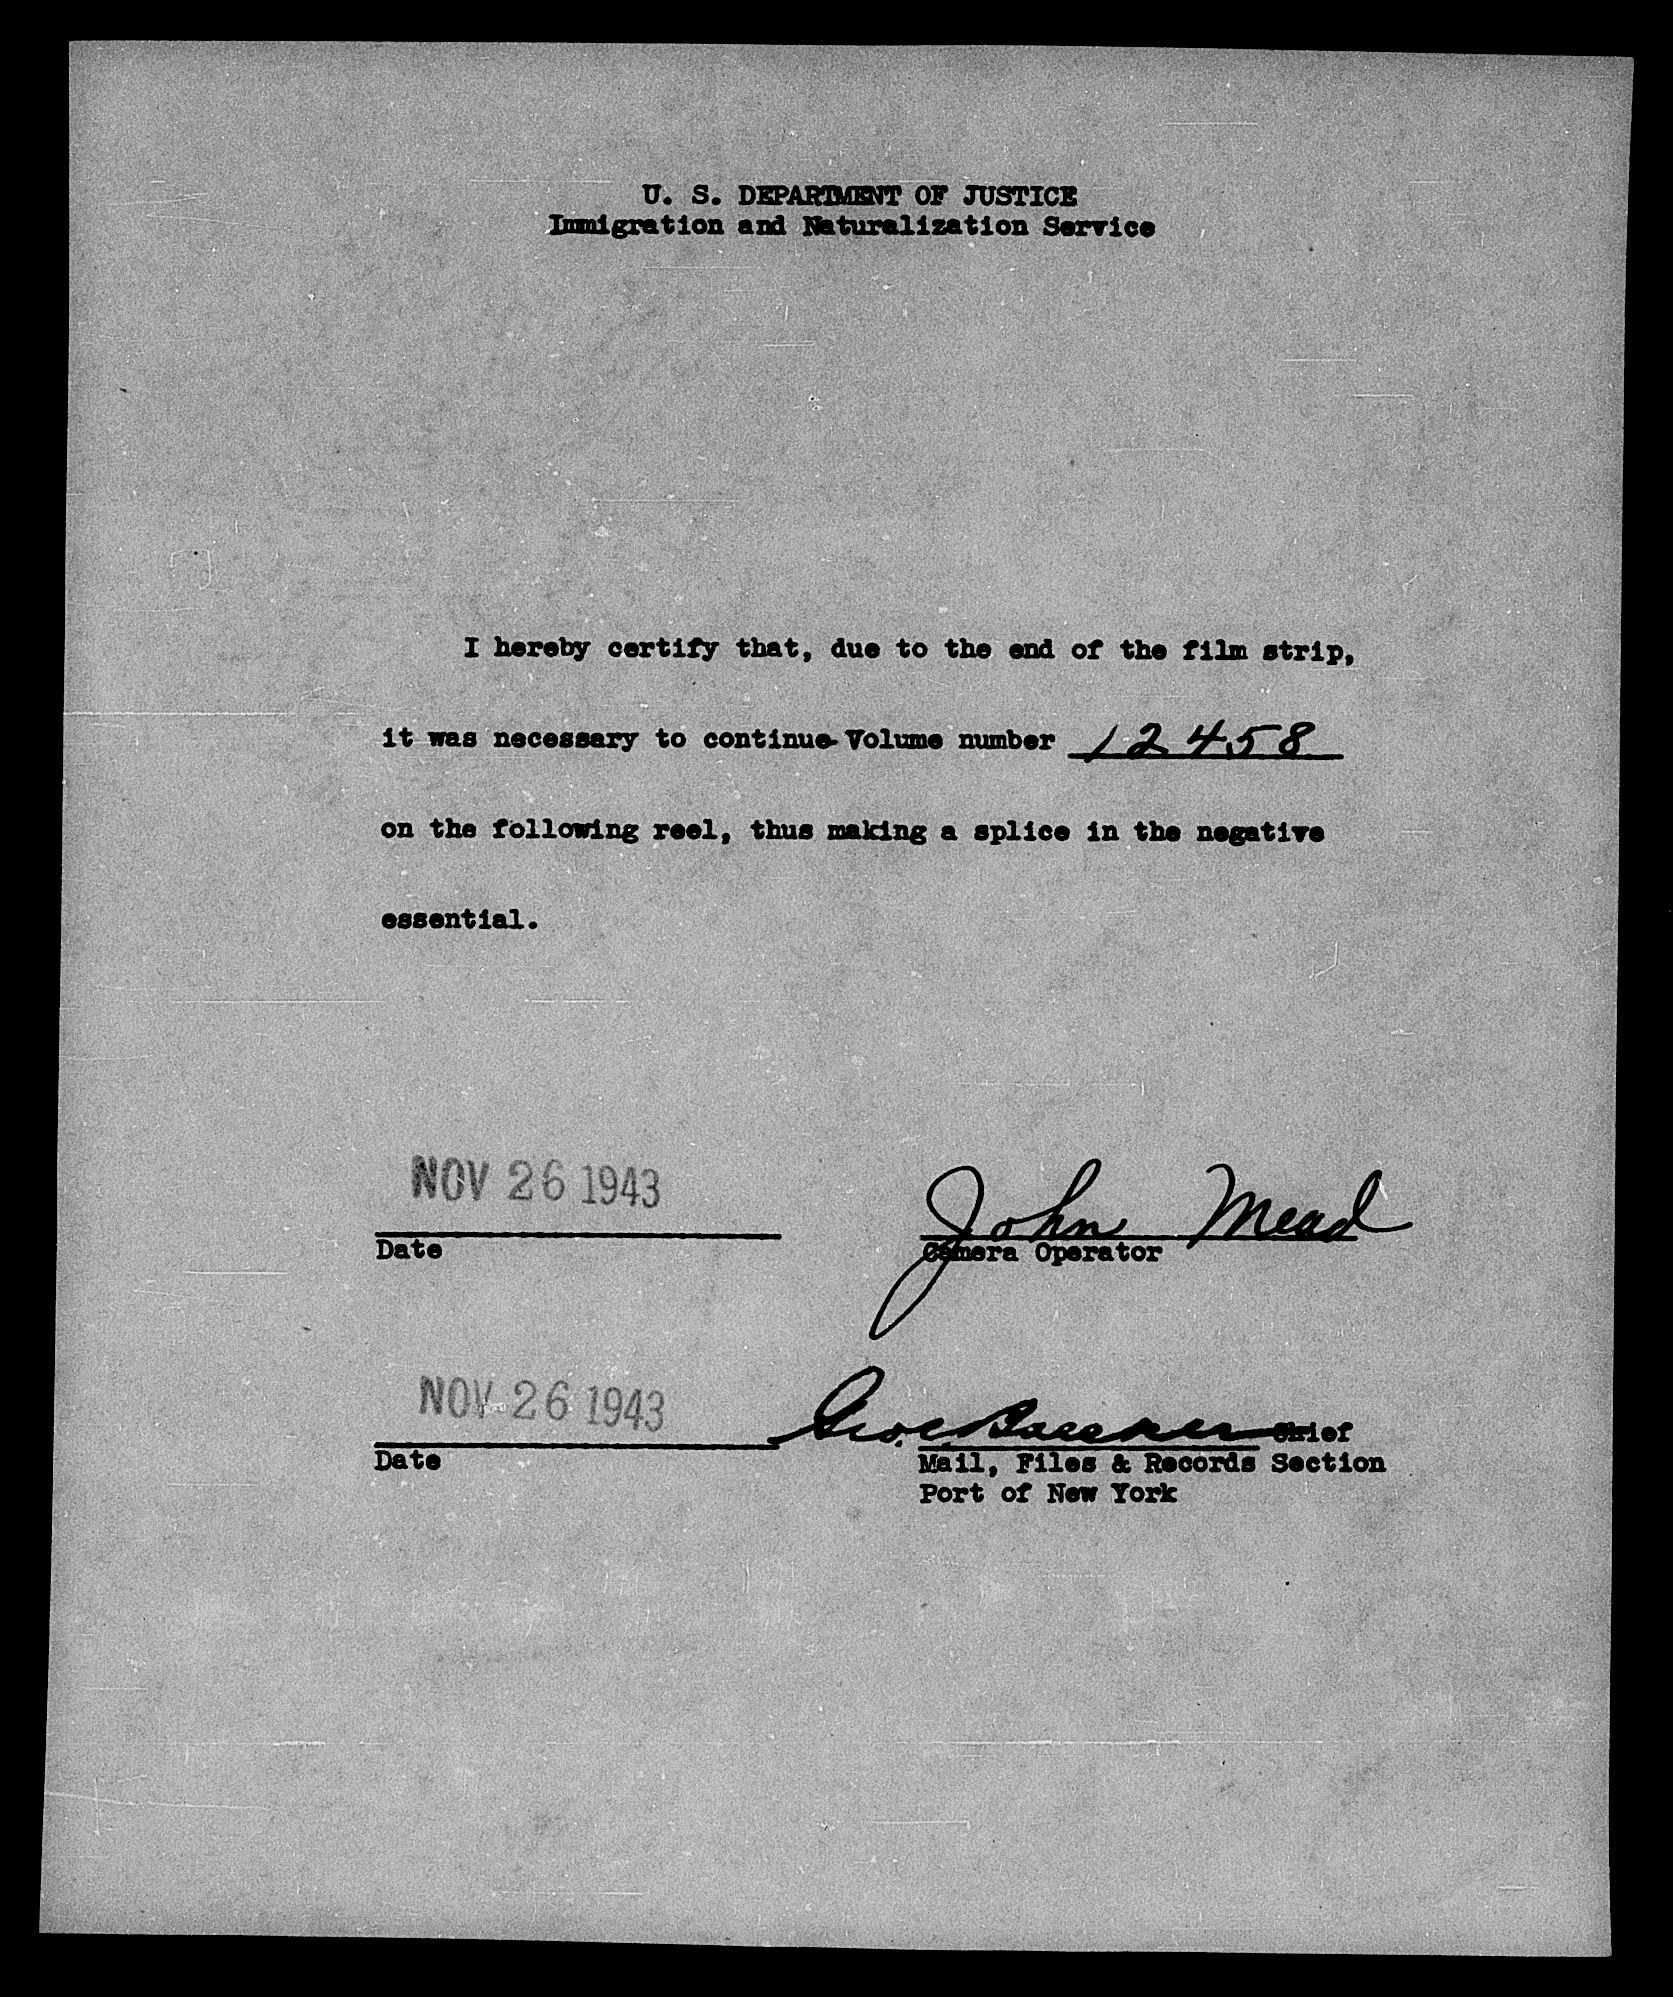 U. S. DEPARTMENT OF JUSTICE
Immigration and Naturalization Service
I hereby certify that, due to the end of the film strip,
it was necessary to continue Volume number 12458
on the following reel, thus making a splice in the negative
essential.
NOV 26 1943
John Mead
Date
Camera Operator
NOV 26 1943
Chief
Date
Mail, Files & Records Section
Port of New York